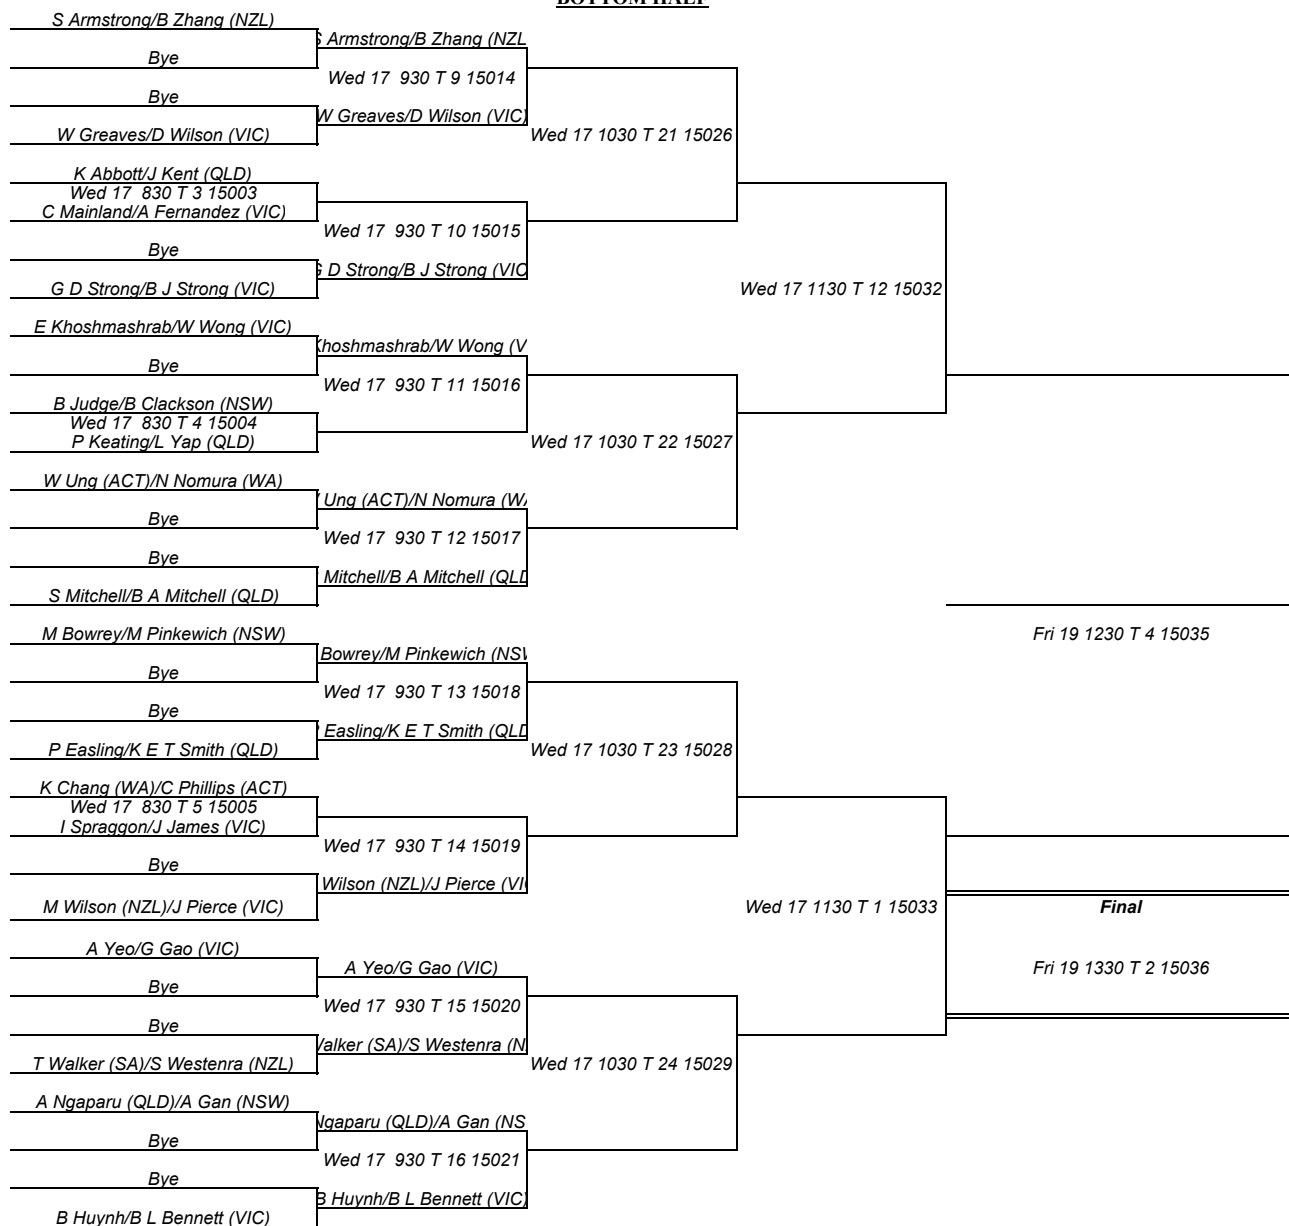 BOTTOM HALF
S Armstrong/B Zhang (NZL)
Bye
Bye
W Greaves/D Wilson (VIC)
K Abbott/J Kent (QLD)
Wed 17 830 T 3 15003
C Mainland/A Fernandez (VIC)
Bye
G D Strong/B J Strong (VIC)
E Khoshmashrab/W Wong (VIC)
Bye
B Judge/B Clackson (NSW)
Wed 17 830 T 4 15004
P Keating/L Yap (QLD)
W Ung (ACT)/N Nomura (WA)
Bye
Bye
S Mitchell/B A Mitchell (QLD)
M Bowrey/M Pinkewich (NSW)
Bye
Bye
P Easling/K E T Smith (QLD)
K Chang (WA)/C Phillips (ACT)
Wed 17 830 T 5 15005
I Spraggon/J James (VIC)
Bye
M Wilson (NZL)/J Pierce (VIC)
A Yeo/G Gao (VIC)
Bye
Bye
T Walker (SA)/S Westenra (NZL)
A Ngaparu (QLD)/A Gan (NSW)
Bye
Bye
B Huynh/B L Bennett (VIC)
S Armstrong/B Zhang (NZL
Wed 17 930 T 9 15014
W Greaves/D Wilson (VIC)
Wed 17 930 T 10 15015
G D Strong/B J Strong (VIC
Khoshmashrab/W Wong (V
Wed 17 930 T 11 15016
Ung (ACT)/N Nomura (WA
Wed 17 930 T 12 15017
Mitchell/B A Mitchell (QLD
Bowrey/M Pinkewich (NSW
Wed 17 930 T 13 15018
Easling/K E T Smith (QLD
Wed 17 930 T 14 15019
Wilson (NZL)/J Pierce (VI
A Yeo/G Gao (VIC)
Wed 17 930 T 15 15020
Walker (SA)/S Westenra (N
Ngaparu (QLD)/A Gan (NS
Wed 17 930 T 16 15021
B Huynh/B L Bennett (VIC)
Wed 17 1030 T 21 15026
Wed 17 1030 T 22 15027
Wed 17 1030 T 23 15028
Wed 17 1030 T 24 15029
Wed 17 1130 T 12 15032
Wed 17 1130 T 1 15033
Fri 19 1230 T 4 15035
Final
Fri 19 1330 T 2 15036